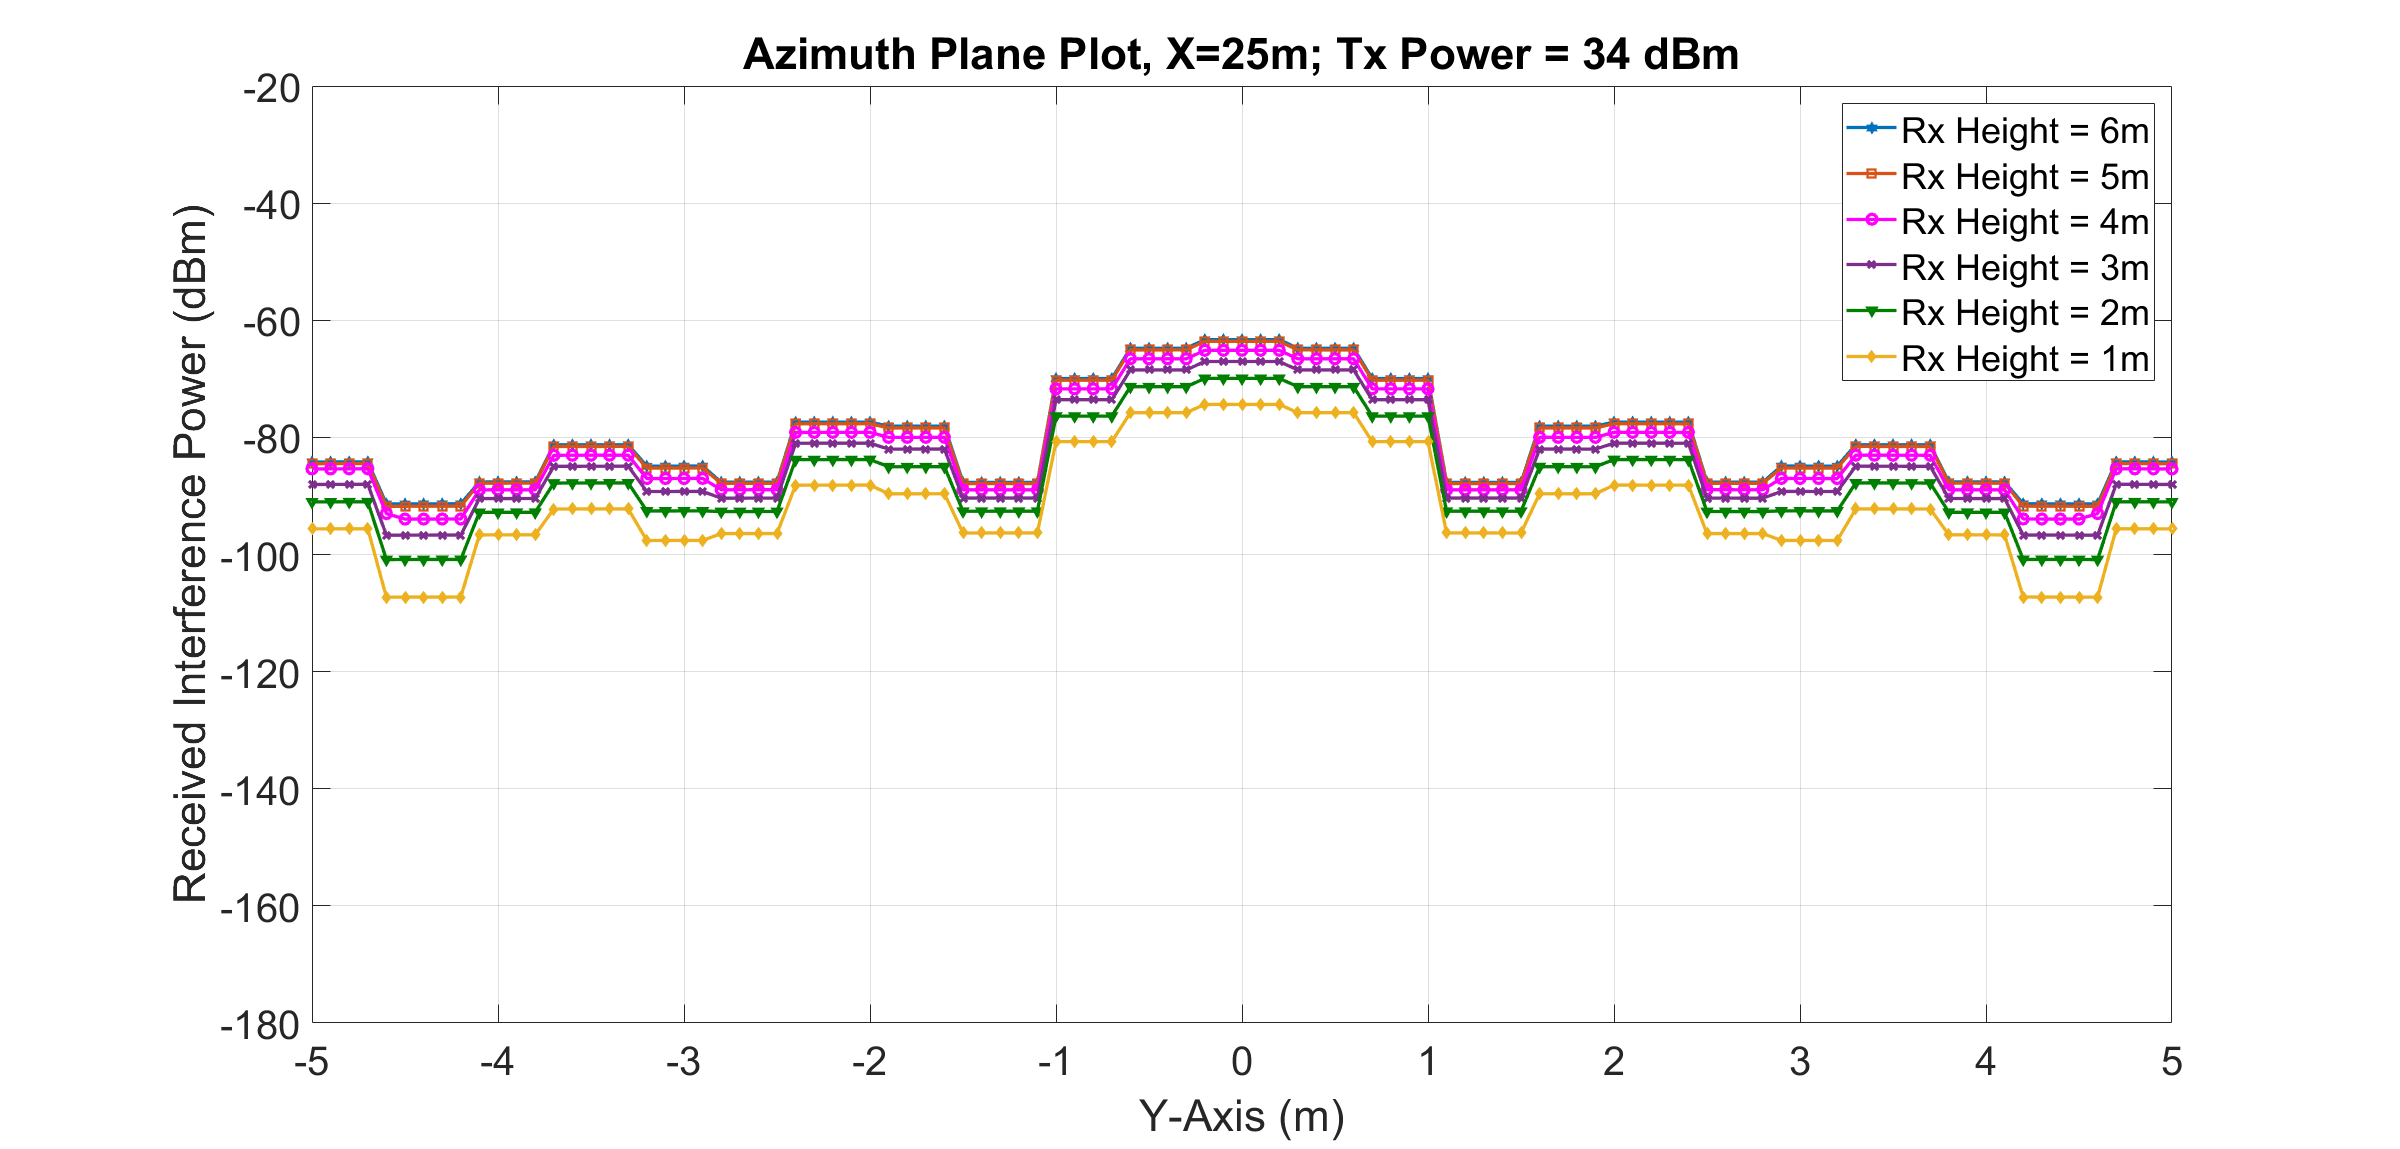 Azimuth Plane Plot, X=25m; Tx Power = 34 dBm
Received Interference Power (dBm)
-20
-40
-60
-80
-100
-120
-140
-160
-180
Rx Height = 6m
Rx Height = 5m
Rx Height = 4m
Rx Height = 3m
Rx Height = 2m
Rx Height = 1m
-5 -4 -3 -2 -1 0 1 2 3 4 5
Y-Axis (m)